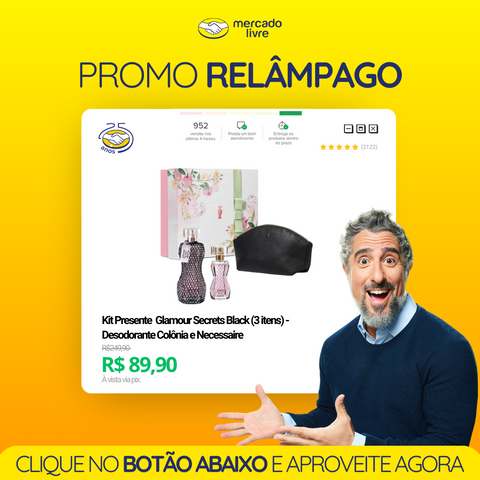 mercado
livre
PROMO RELÂMPAGO
25
anos
952
vendas nos
últimos 4 meses
Presta um bom
atendimento
Entrega os
produtos dentro
do prazo
(2122)
Kit Presente Glamour Secrets Black (3 itens) -
Desodorante Colônia e Necessaire
R$249,90
R$ 89,90
À vista via pix.
CLIQUE NO BOTÃO ABAIXO E APROVEITE AGORA